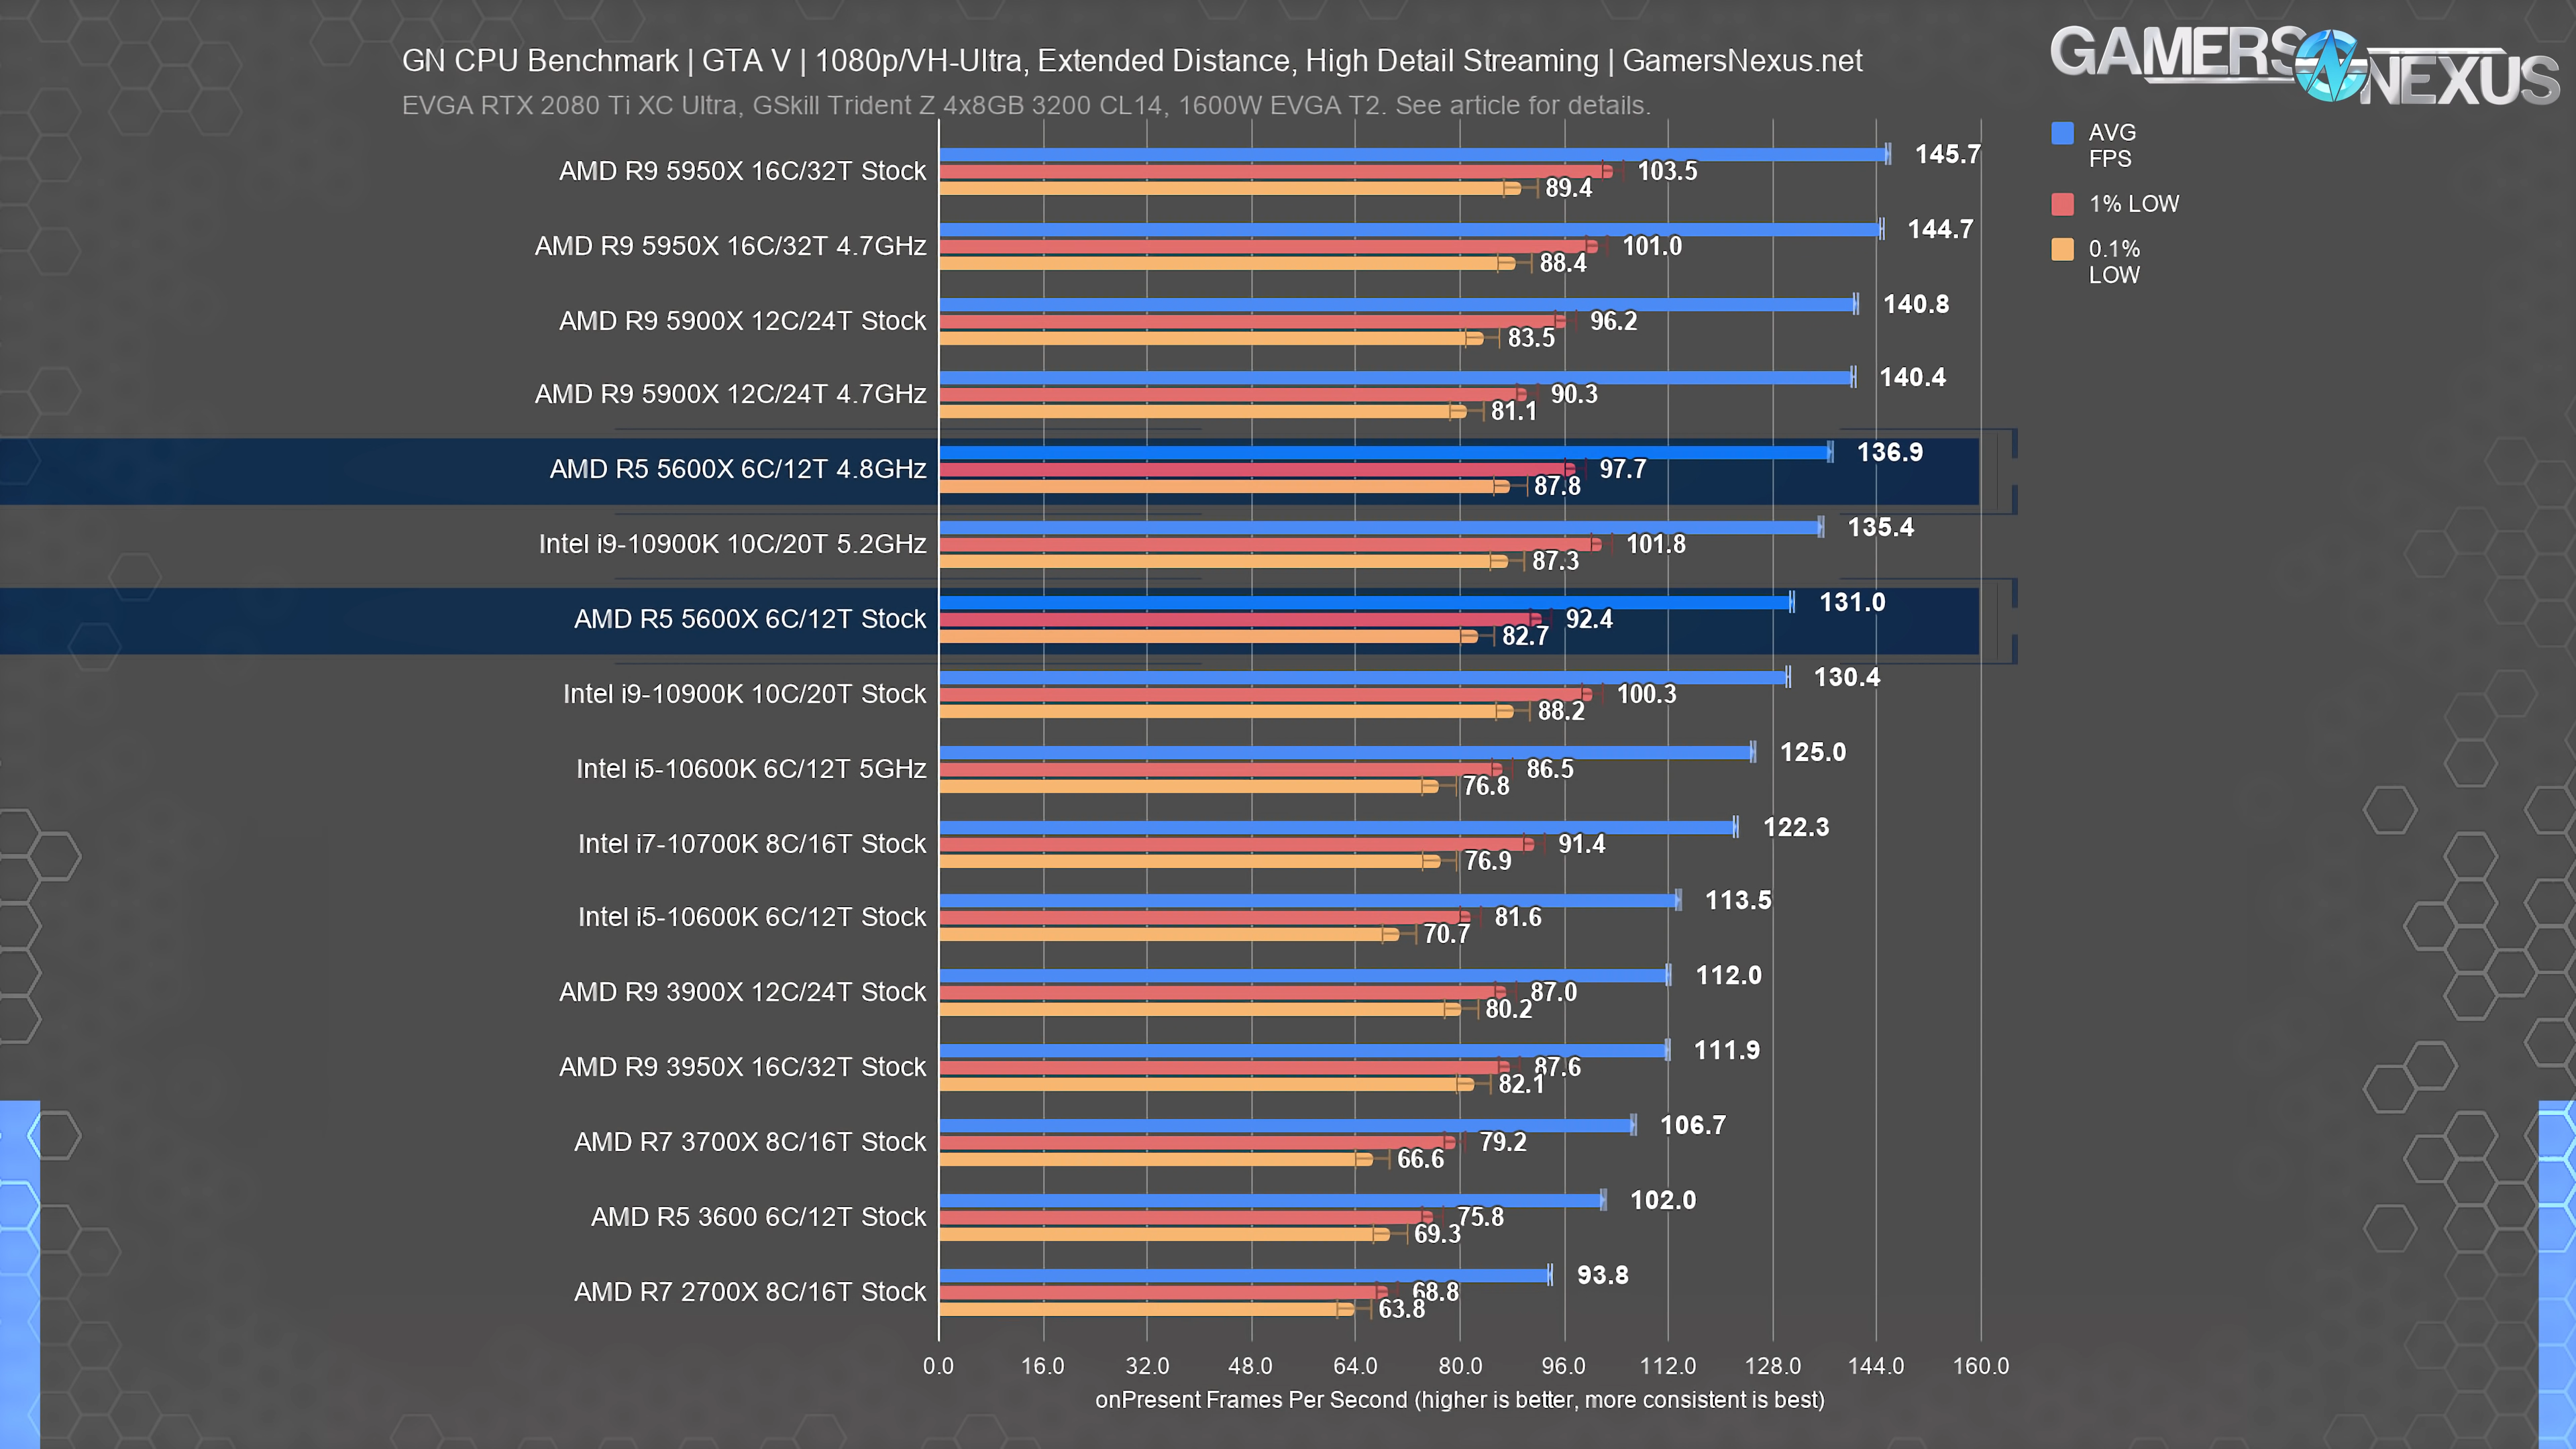 GAMERS NEXUS
GN CPU Benchmark | GTA V | 1080p/VH-Ultra, Extended Distance, High Detail Streaming | GamersNexus.net
EVGA RTX 2080 Ti XC Ultra, GSkill Trident Z 4x8GB 3200 CL14, 1600W EVGA T2. See article for details.
AVG
FPS
1% LOW
0.1%
LOW
AMD R9 5950X 16C/32T Stock
145.7
103.5
89.4
AMD R9 5950X 16C/32T 4.7GHz
144.7
101.0
88.4
AMD R9 5900X 12C/24T Stock
140.8
96.2
83.5
AMD R9 5900X 12C/24T 4.7GHz
140.4
90.3
81.1
AMD R5 5600X 6C/12T 4.8GHz
136.9
97.7
87.8
Intel i9-10900K 10C/20T 5.2GHz
135.4
101.8
87.3
AMD R5 5600X 6C/12T Stock
131.0
92.4
82.7
Intel i9-10900K 10C/20T Stock
130.4
100.3
88.2
Intel i5-10600K 6C/12T 5GHz
125.0
86.5
76.8
Intel i7-10700K 8C/16T Stock
122.3
91.4
76.9
Intel i5-10600K 6C/12T Stock
113.5
81.6
70.7
AMD R9 3900X 12C/24T Stock
112.0
87.0
80.2
AMD R9 3950X 16C/32T Stock
111.9
87.6
82.1
AMD R7 3700X 8C/16T Stock
106.7
79.2
66.6
AMD R5 3600 6C/12T Stock
102.0
75.8
69.3
AMD R7 2700X 8C/16T Stock
93.8
68.8
63.8
0.0 16.0 32.0 48.0 64.0 80.0 96.0 112.0 128.0 144.0 160.0
onPresent Frames Per Second (higher is better, more consistent is best)